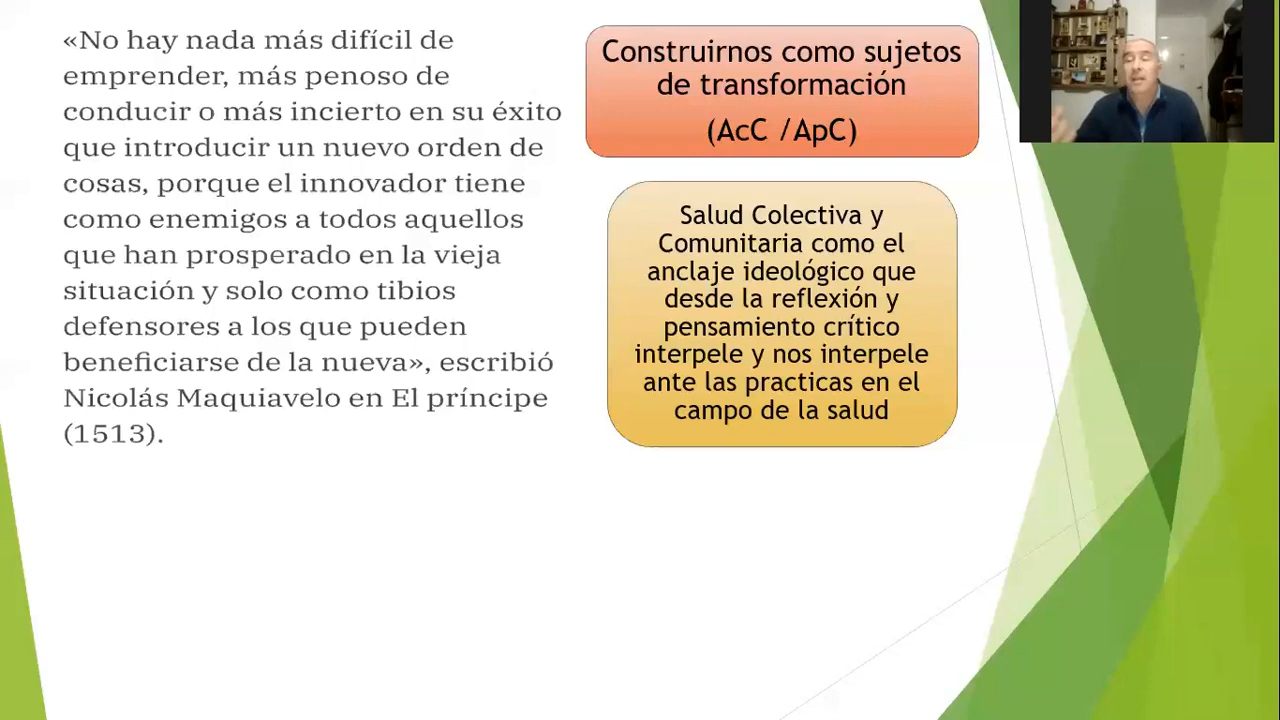 «No hay nada más difícil de
emprender, más penoso de
conducir o más incierto en su éxito
que introducir un nuevo orden de
cosas, porque el innovador tiene
como enemigos a todos aquellos
que han prosperado en la vieja
situación y solo como tibios
defensores a los que pueden
beneficiarse de la nueva», escribió
Nicolás Maquiavelo en El príncipe
(1513).
Construirnos como sujetos
de transformación
(AcC /ApC)
Salud Colectiva y
Comunitaria como el
anclaje ideológico que
desde la reflexión y
pensamiento crítico
interpele y nos interpele
ante las practicas en el
campo de la salud